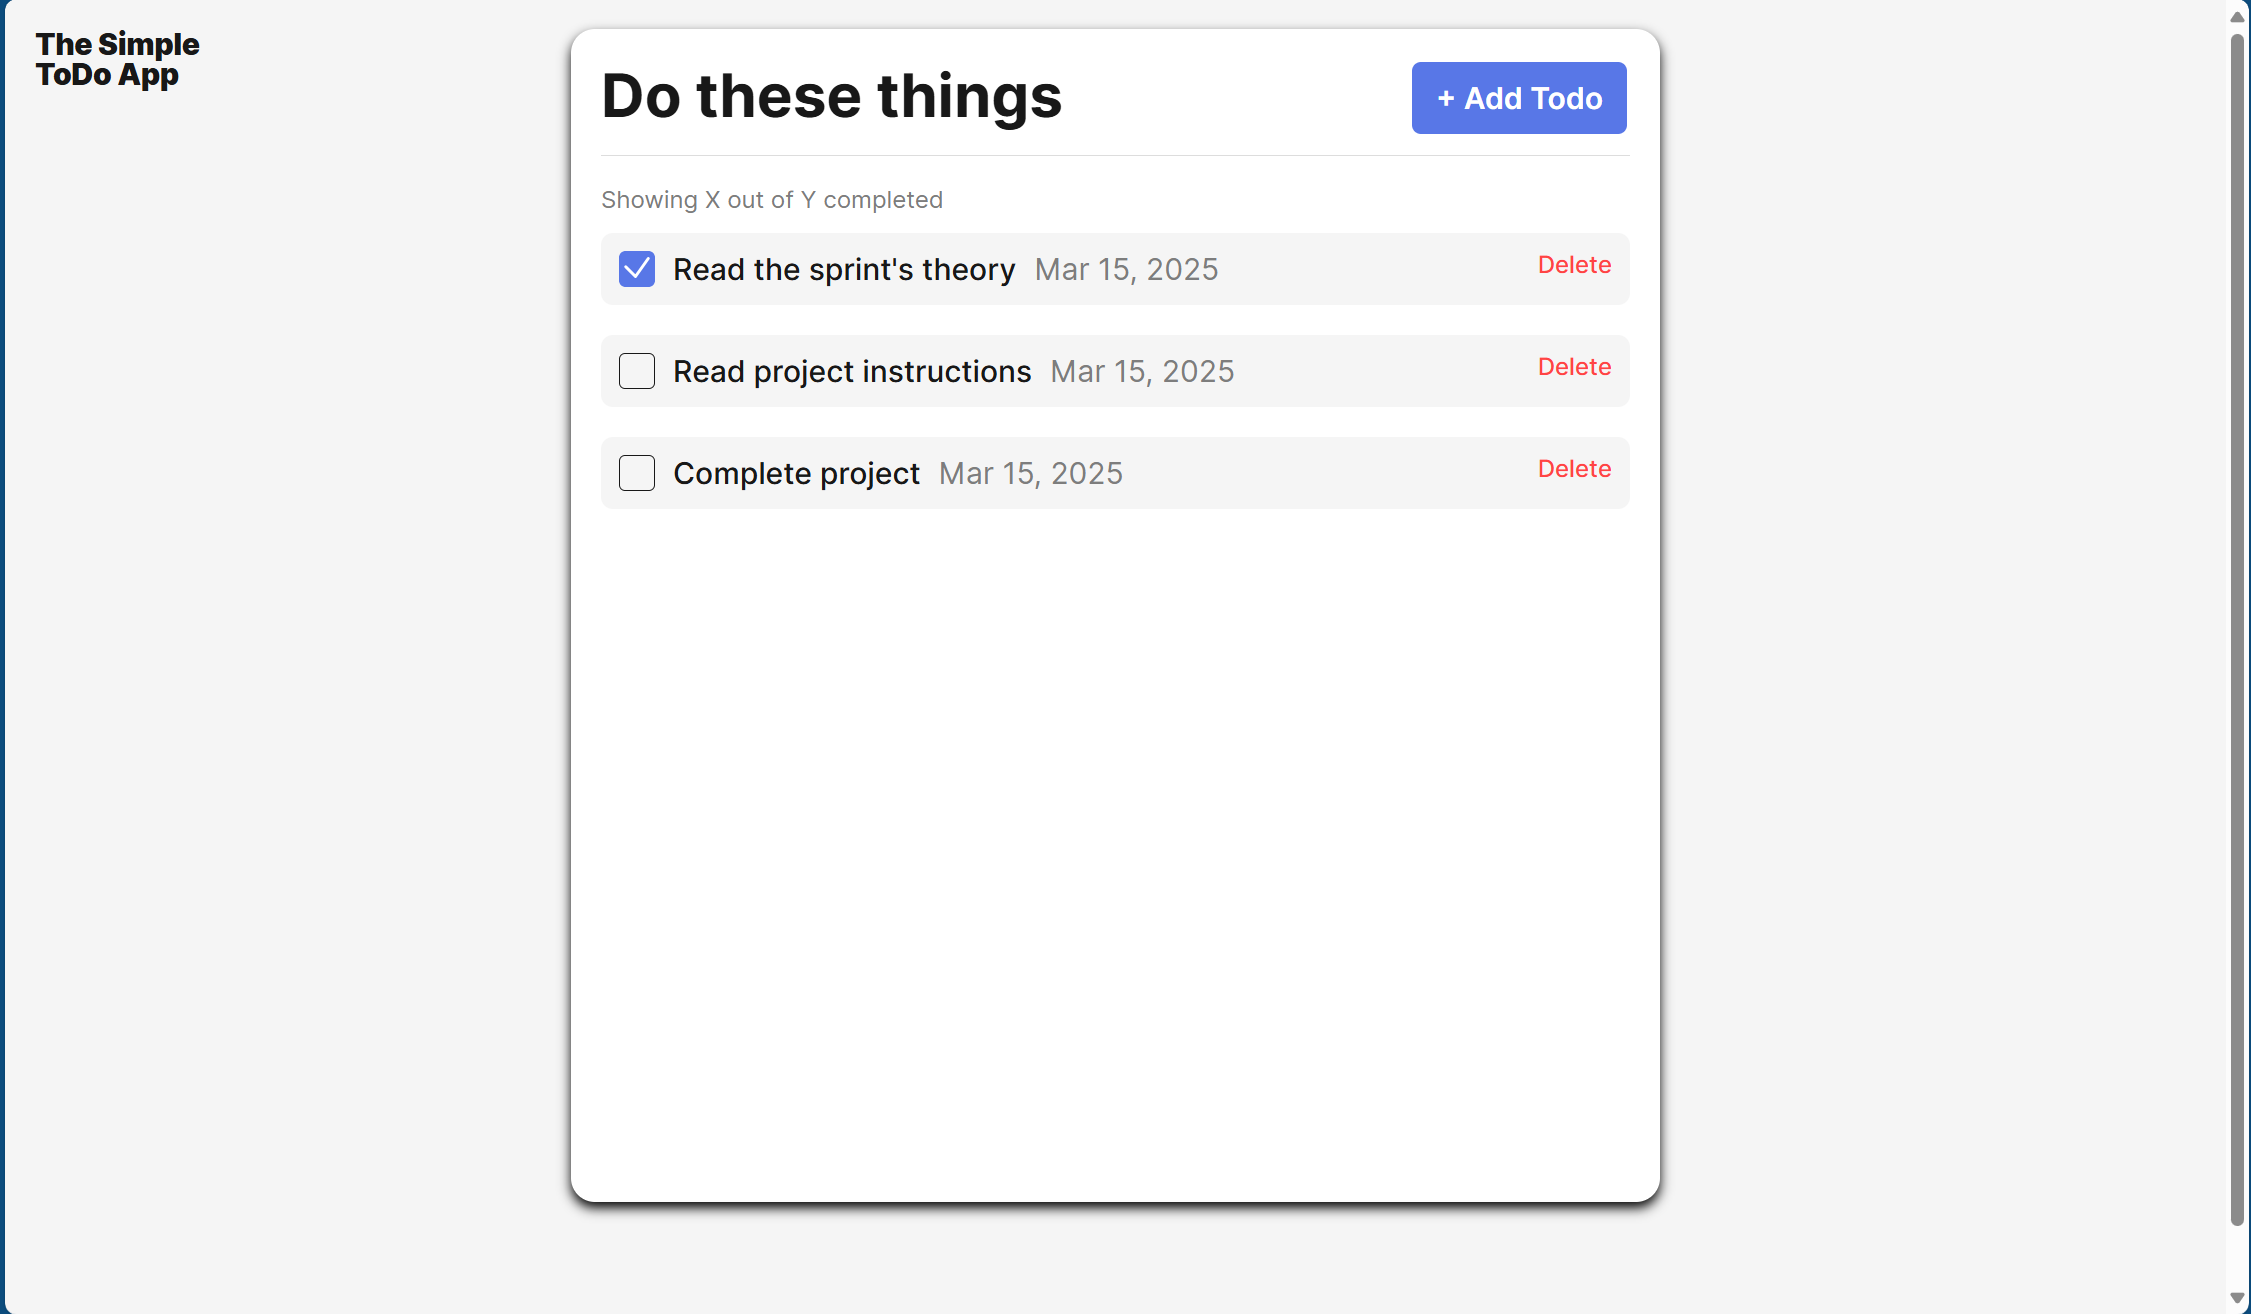 The Simple
ToDo App
Do these things
+ Add Todo
Showing X out of Y completed
Read the sprint's theory Mar 15, 2025 Delete
Read project instructions Mar 15, 2025 Delete
Complete project Mar 15, 2025 Delete